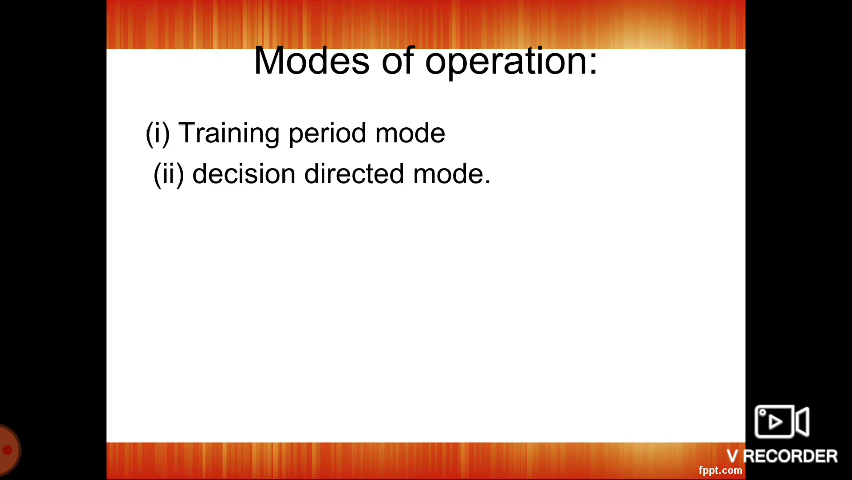 Modes of operation:
(i) Training period mode
(ii) decision directed mode.
V RECORDER
fppt.com